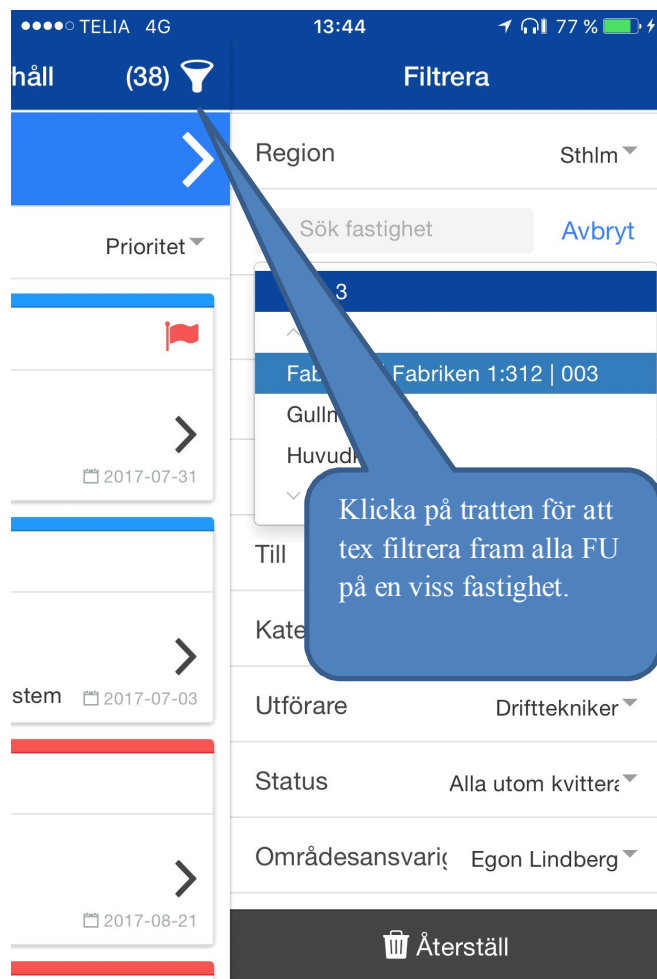 TELIA 4G 13:44 77 %
håll (38) Filtrera
Region Sthlm
Prioritet
Sök fastighet Avbryt
3
Fabriken 1:312 | 003
2017-07-31
Klicka på tratten för att
tex filtrera fram alla FU
på en viss fastighet.
Till
stem 2017-07-03
Utförare Drifttekniker
Status Alla utom
Egon Lindberg
2017-08-21
Återställ